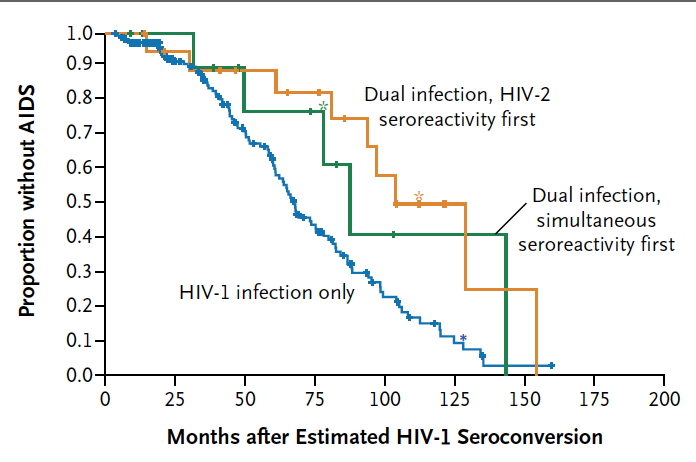 Proportion without AIDS
1.0
0.9
0.8
0.7
0.6
0.5
0.4
0.3
0.2
0.1
0.0
Dual infection, HIV-2
seroreactivity first
Dual infection,
simultaneous
seroreactivity first
HIV-1 infection only
*
0 25 50 75 100 125 150 175 200
Months after Estimated HIV-1 Seroconversion